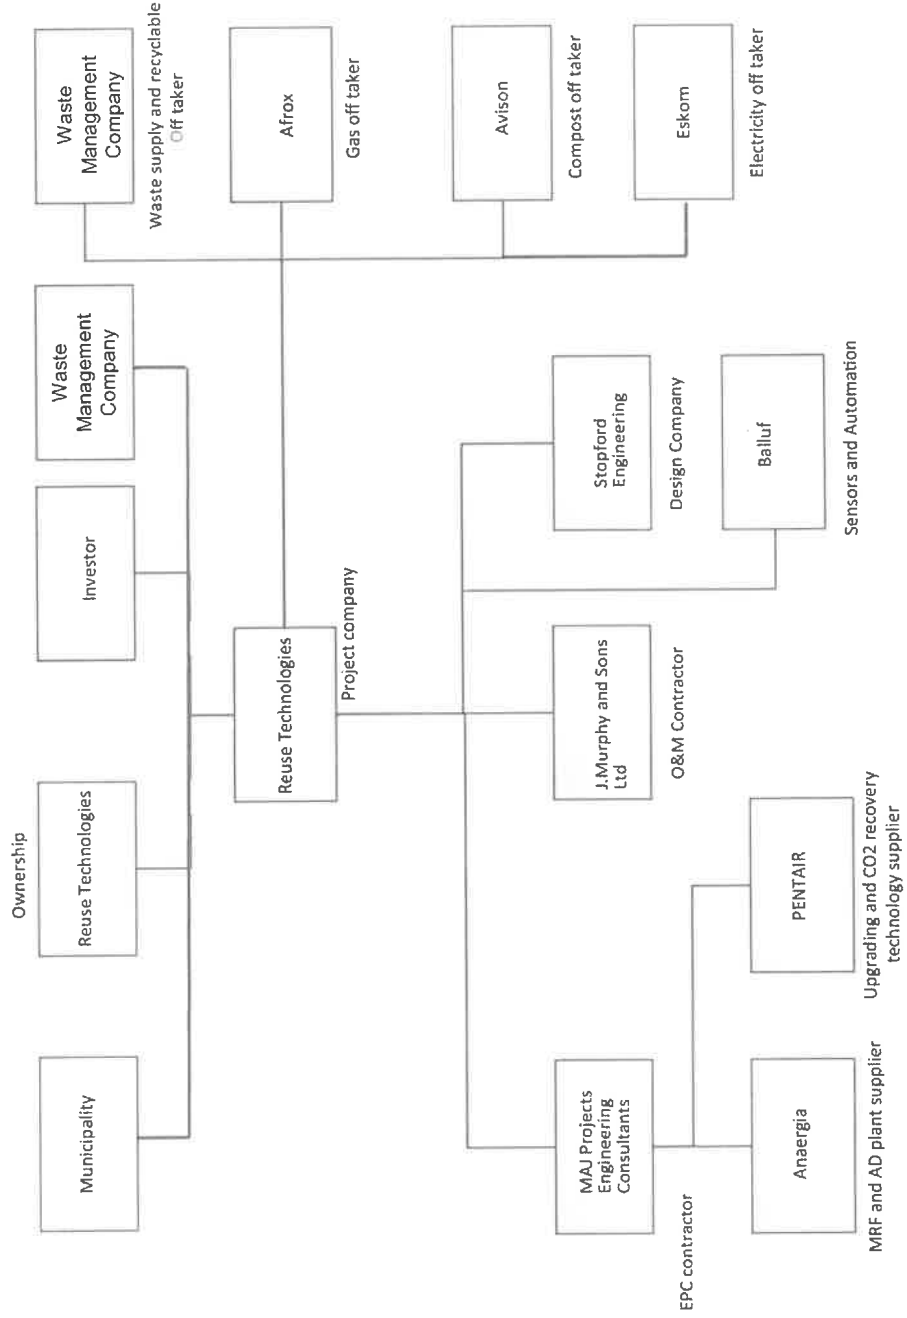 Ownership
Municipality
Reuse Technologies
Investor
Waste
Management
Company
Waste
Management
Company
Waste supply and recyclable
Off taker
Reuse Technologies
Project company
Afrox
Gas off taker
Avison
Compost off taker
Eskom
Electricity off taker
MAJ Projects
Engineering
Consultants
EPC contractor
J.Murphy and Sons
Ltd
O&M Contractor
Stopford
Engineering
Design Company
Balluf
Sensors and Automation
Anaergia
MRF and AD plant supplier
PENTAIR
Upgrading and CO2 recovery
technology supplier